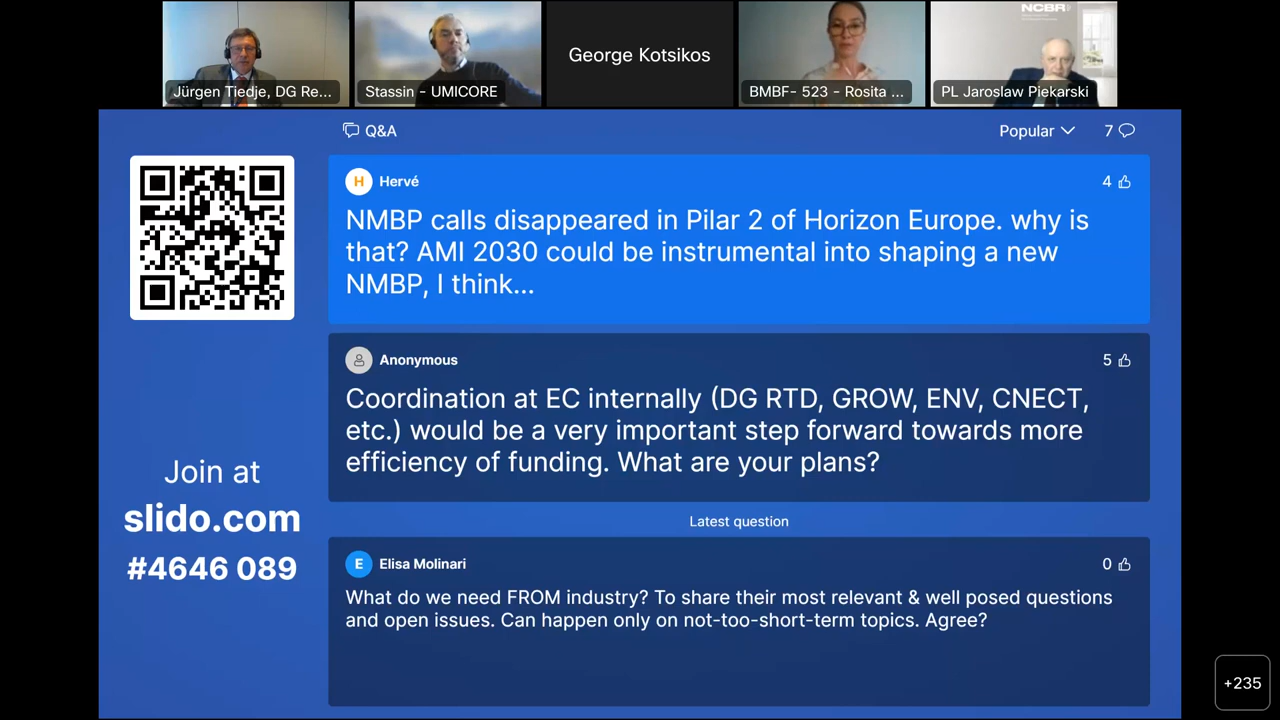 NCBR
Jürgen Tiedje, DG Re...
Stassin - UMICORE
George Kotsikos
BMBF- 523 - Rosita ...
PL Jaroslaw Piekarski
Q&A
Popular
7
H
Hervé
4
NMBP calls disappeared in Pilar 2 of Horizon Europe. why is
that? AMI 2030 could be instrumental into shaping a new
NMBP, I think...
Anonymous
5
Coordination at EC internally (DG RTD, GROW, ENV, CNECT,
etc.) would be a very important step forward towards more
efficiency of funding. What are your plans?
Join at
slido.com
#4646 089
Latest question
E
Elisa Molinari
0
What do we need FROM industry? To share their most relevant & well posed questions
and open issues. Can happen only on not-too-short-term topics. Agree?
+235